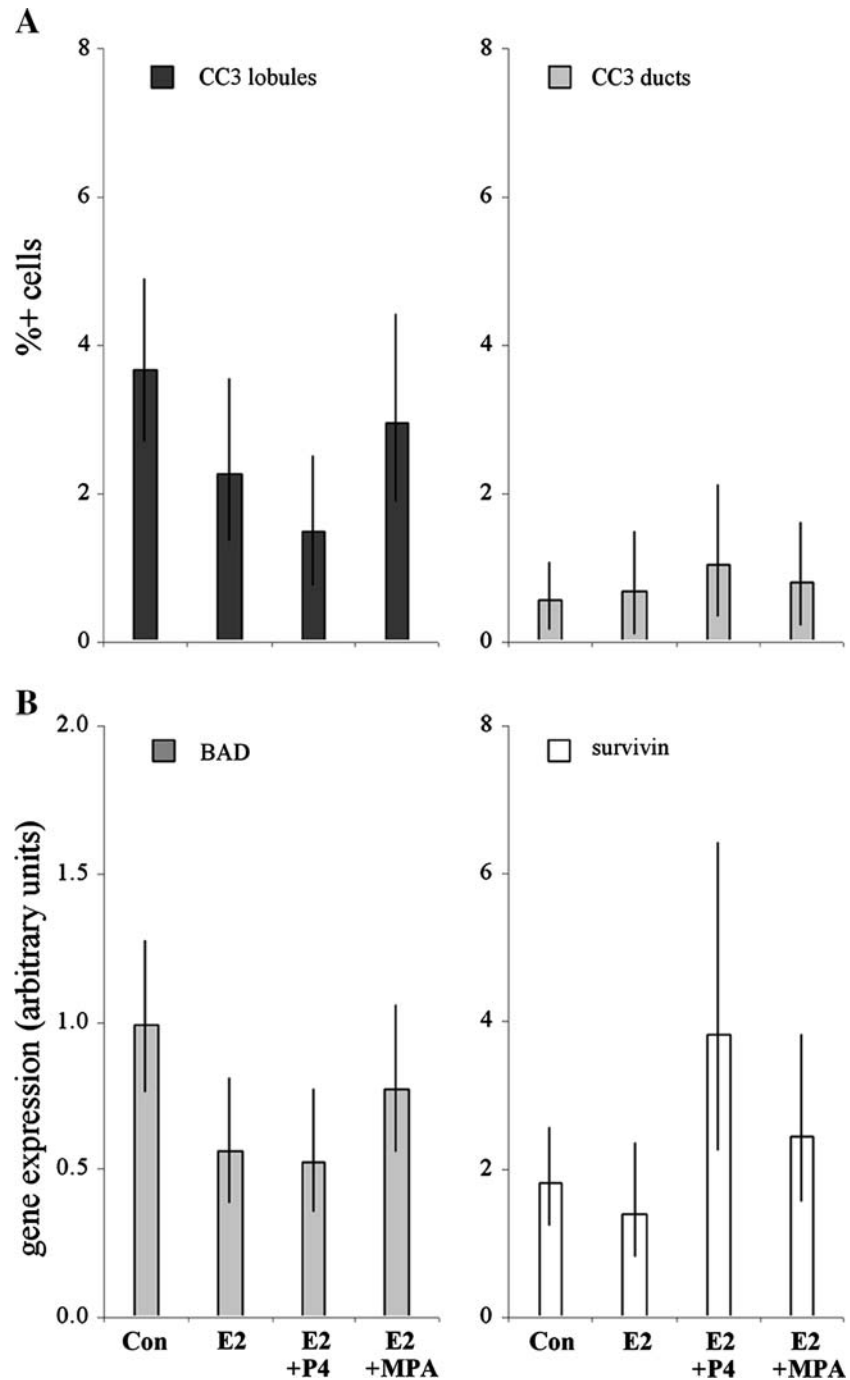 A
8
6
4
2
0
%+ cells
CC3 lobules
8
6
4
2
0
CC3 ducts
B
2.0
1.5
1.0
0.5
0.0
gene expression (arbitrary units)
BAD
Con
E2
E2
+P4
E2
+MPA
8
6
4
2
0
survivin
Con
E2
E2
+P4
E2
+MPA